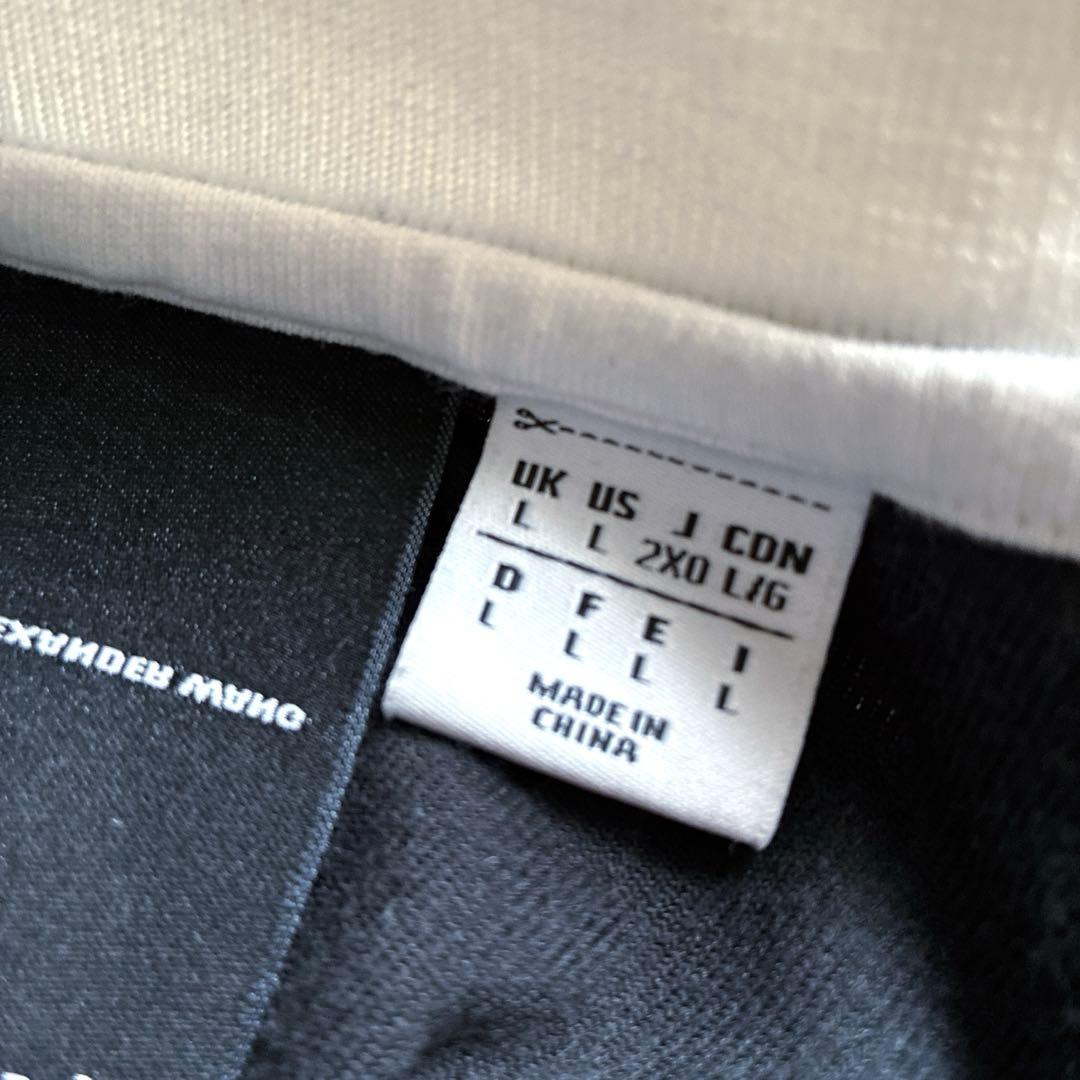 UK US J CDN
L L 2XO L/G
D F E I
L L L L
MADE IN
CHINA
EXANDER WANG